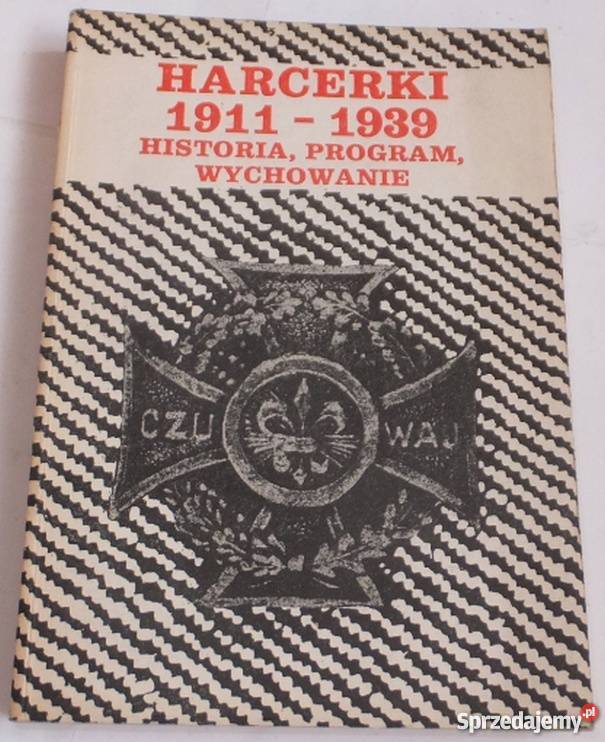 HARCERKI
1911 - 1939
HISTORIA, PROGRAM,
WYCHOWANIE
CZU WAJ
Sprzedajemy.pl